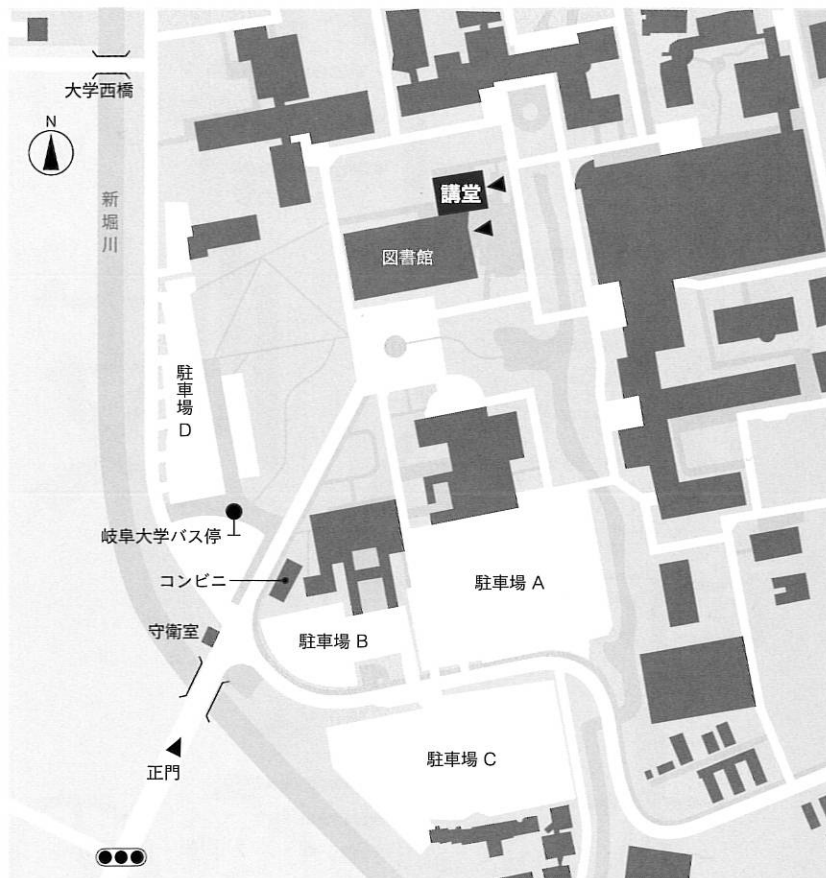 大学西橋
N
新堀川
講堂
図書館
駐車場 D
岐阜大学バス停
コンビニ
駐車場 A
守衛室
駐車場 B
駐車場 C
正門